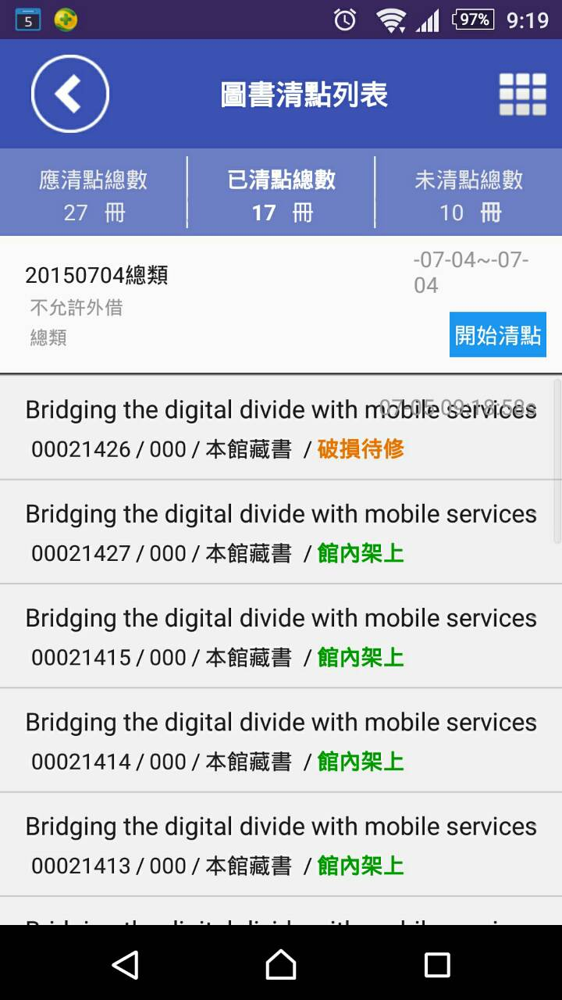 5
97% 9:19
圖書清點列表
應清點總數
27 冊
已清點總數
17 冊
未清點總數
10 冊
20150704總類
-07-04~-07-
04
不允許外借
總類
開始清點
Bridging the digital divide with mobile services
07-05 09:18:58
00021426 / 000 / 本館藏書 / 破損待修
Bridging the digital divide with mobile services
00021427 / 000 / 本館藏書 / 館內架上
Bridging the digital divide with mobile services
00021415 / 000 / 本館藏書 / 館內架上
Bridging the digital divide with mobile services
00021414 / 000 / 本館藏書 / 館內架上
Bridging the digital divide with mobile services
00021413 / 000 / 本館藏書 / 館內架上